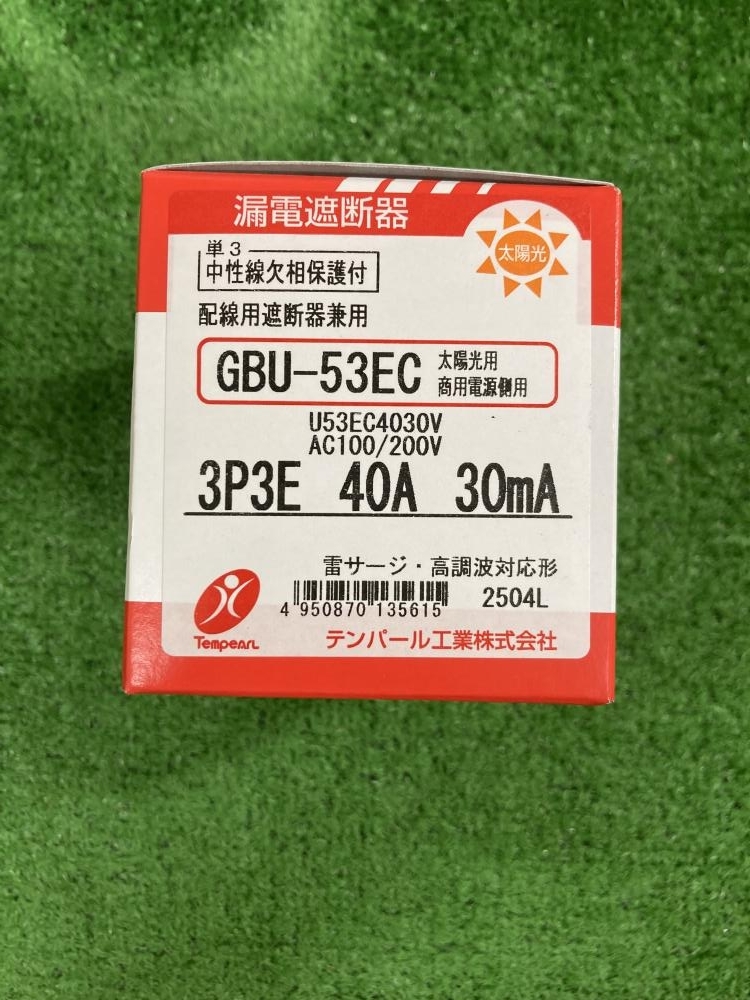 漏電遮断器
太陽光
単3
中性線欠相保護付
配線用遮断器兼用
GBU-53EC
太陽光用
商用電源側用
U53EC4030V
AC100/200V
3P3E 40A 30mA
雷サージ・高調波対応形
4 950870 135615
2504L
Tempearl
テンパール工業株式会社